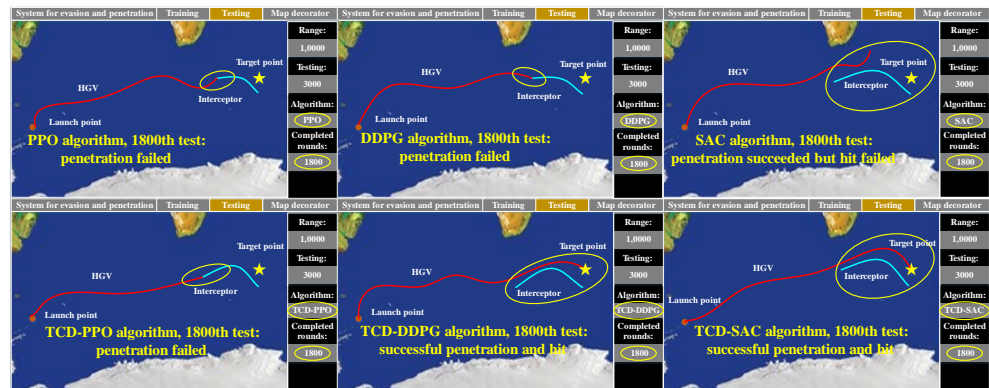 System for evasion and penetration Training Testing Map decorator
Range:
1,0000
Testing:
3000
Algorithm:
PPO
Completed
rounds:
1800
Target point
HGV
Interceptor
Launch point
PPO algorithm, 1800th test:
penetration failed
System for evasion and penetration Training Testing Map decorator
Range:
1,0000
Testing:
3000
Algorithm:
DDPG
Completed
rounds:
1800
Target point
HGV
Interceptor
Launch point
DDPG algorithm, 1800th test:
penetration failed
System for evasion and penetration Training Testing Map decorator
Range:
1,0000
Testing:
3000
Algorithm:
SAC
Completed
rounds:
1800
Target point
HGV
Interceptor
Launch point
SAC algorithm, 1800th test:
penetration succeeded but hit failed
System for evasion and penetration Training Testing Map decorator
Range:
1,0000
Testing:
3000
Algorithm:
TCD-PPO
Completed
rounds:
1800
Target point
HGV
Interceptor
Launch point
TCD-PPO algorithm, 1800th test:
penetration failed
System for evasion and penetration Training Testing Map decorator
Range:
1,0000
Testing:
3000
Algorithm:
TCD-DDPG
Completed
rounds:
1800
Target point
HGV
Interceptor
Launch point
TCD-DDPG algorithm, 1800th test:
successful penetration and hit
System for evasion and penetration Training Testing Map decorator
Range:
1,0000
Testing:
3000
Algorithm:
TCD-SAC
Completed
rounds:
1800
Target point
HGV
Interceptor
Launch point
TCD-SAC algorithm, 1800th test:
successful penetration and hit